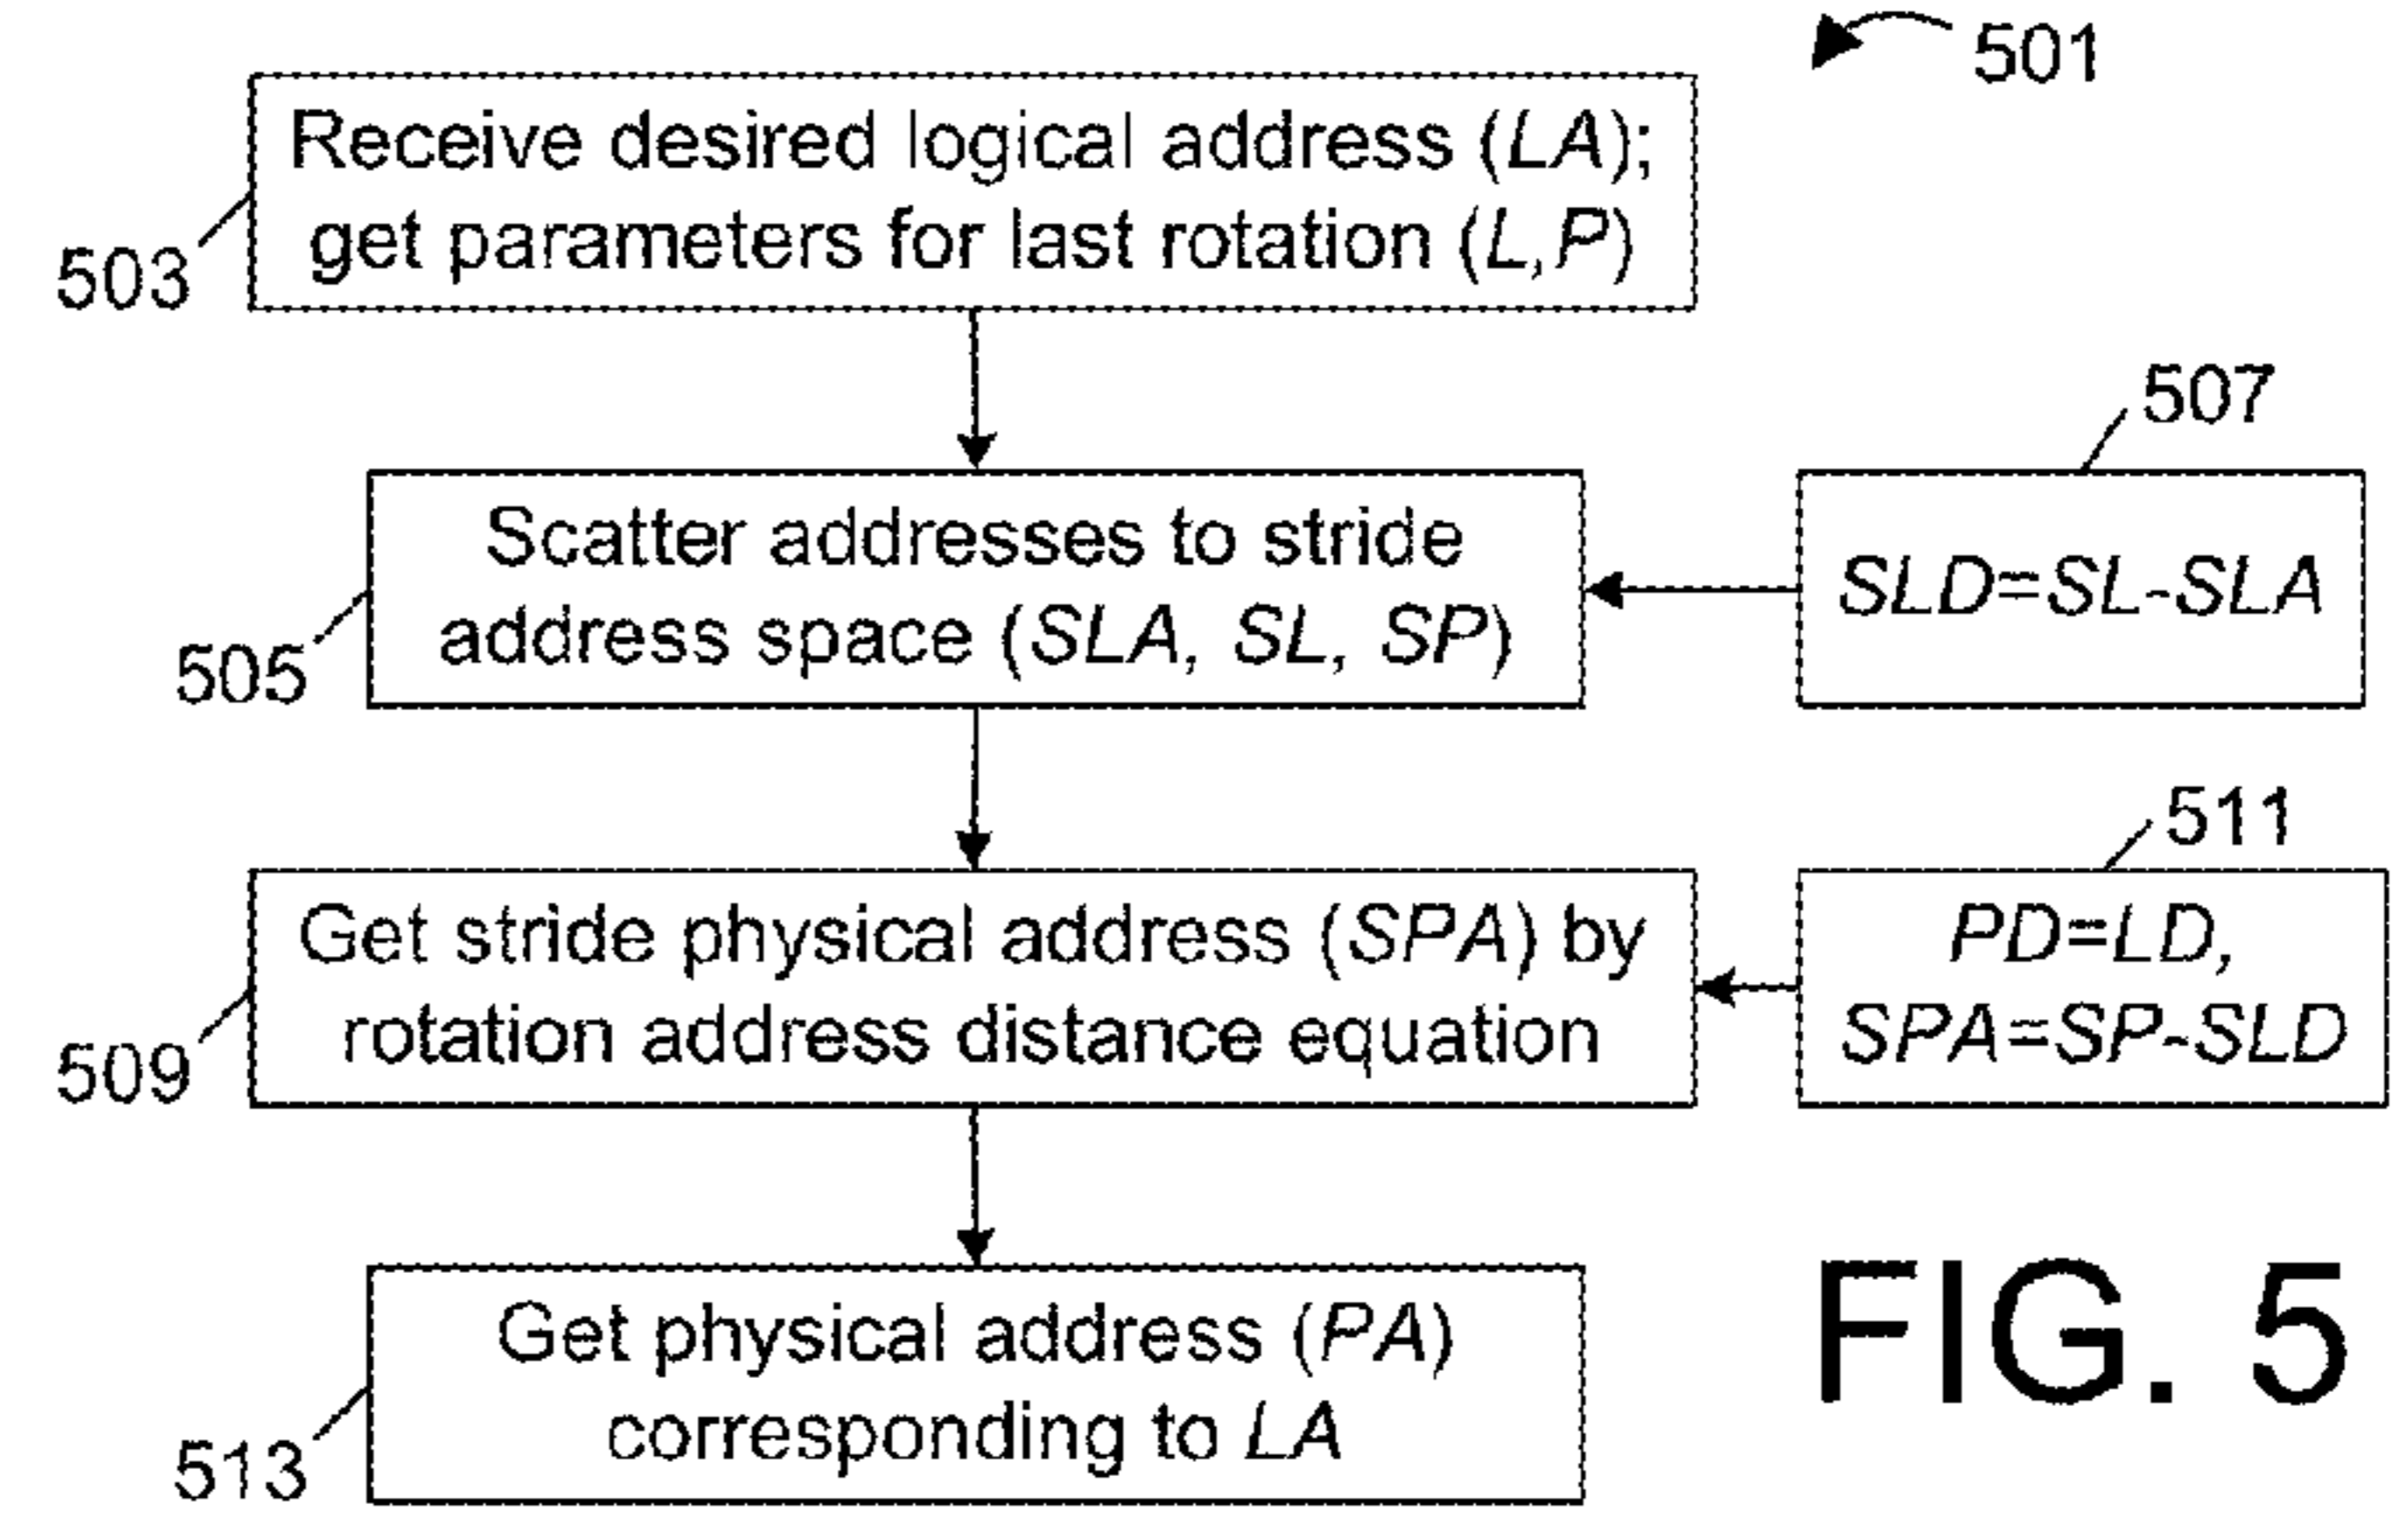 501
Receive desired logical address (LA);
get parameters for last rotation (L,P)
503
507
Scatter addresses to stride
address space (SLA, SL, SP)
505
SLD=SL-SLA
511
Get stride physical address (SPA) by
rotation address distance equation
509
PD=LD,
SPA=SP-SLD
Get physical address (PA)
corresponding to LA
513
FIG. 5